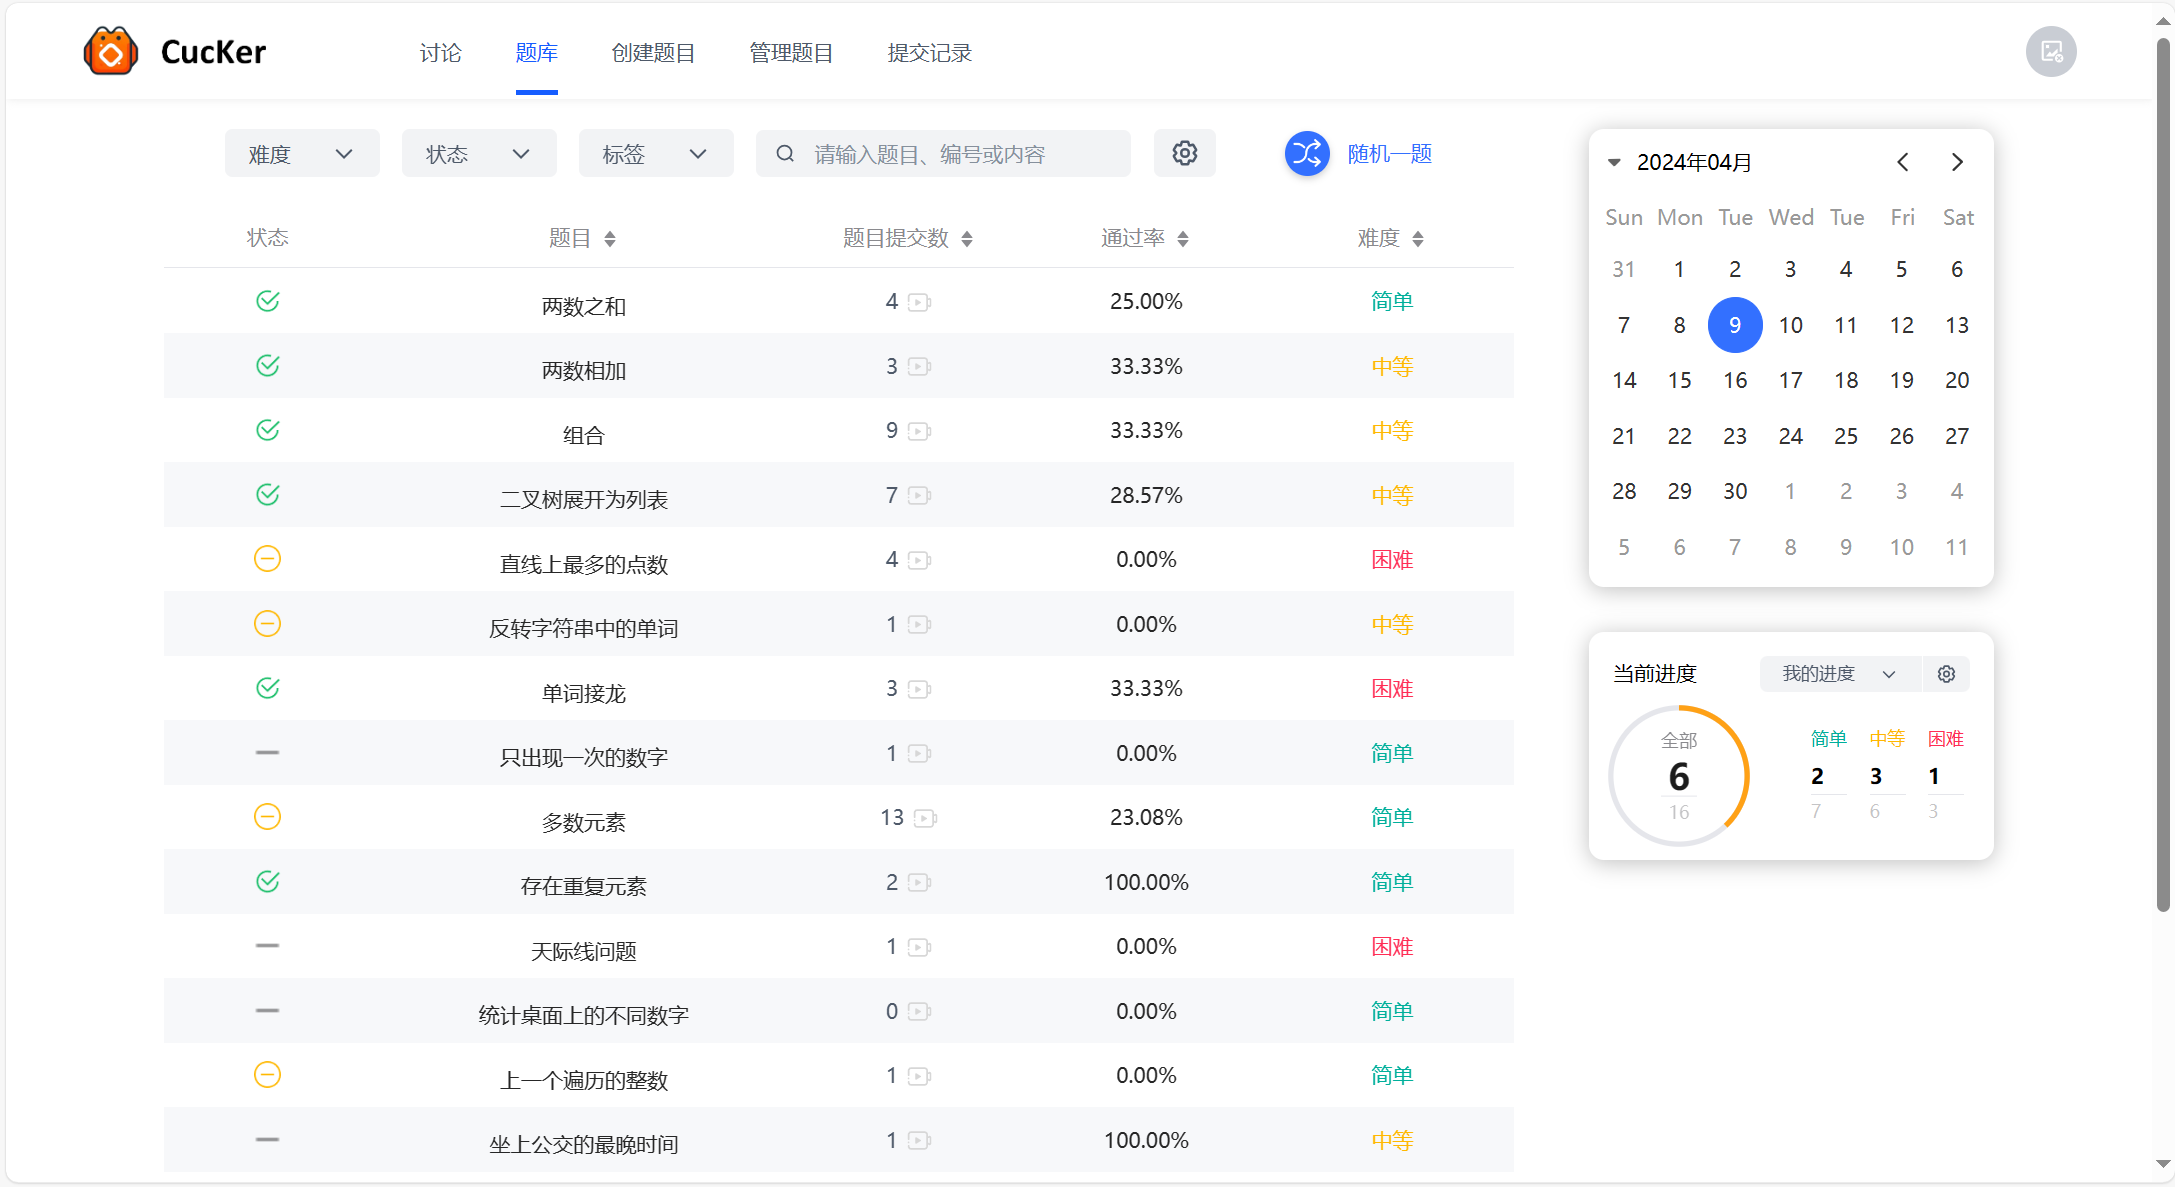 CucKer 讨论 题库 创建题目 管理题目 提交记录
难度 状态 标签 请输入题目、编号或内容 随机一题
状态 题目 题目提交数 通过率 难度
两数之和 4 25.00% 简单
两数相加 3 33.33% 中等
组合 9 33.33% 中等
二叉树展开为列表 7 28.57% 中等
直线上最多的点数 4 0.00% 困难
反转字符串中的单词 1 0.00% 中等
单词接龙 3 33.33% 困难
只出现一次的数字 1 0.00% 简单
多数元素 13 23.08% 简单
存在重复元素 2 100.00% 简单
天际线问题 1 0.00% 困难
统计桌面上的不同数字 0 0.00% 简单
上一个遍历的整数 1 0.00% 简单
坐上公交的最晚时间 1 100.00% 中等
2024年04月
Sun Mon Tue Wed Tue Fri Sat
31 1 2 3 4 5 6
7 8 9 10 11 12 13
14 15 16 17 18 19 20
21 22 23 24 25 26 27
28 29 30 1 2 3 4
5 6 7 8 9 10 11
当前进度 我的进度
全部
6
16
简单 中等 困难
2 3 1
7 6 3